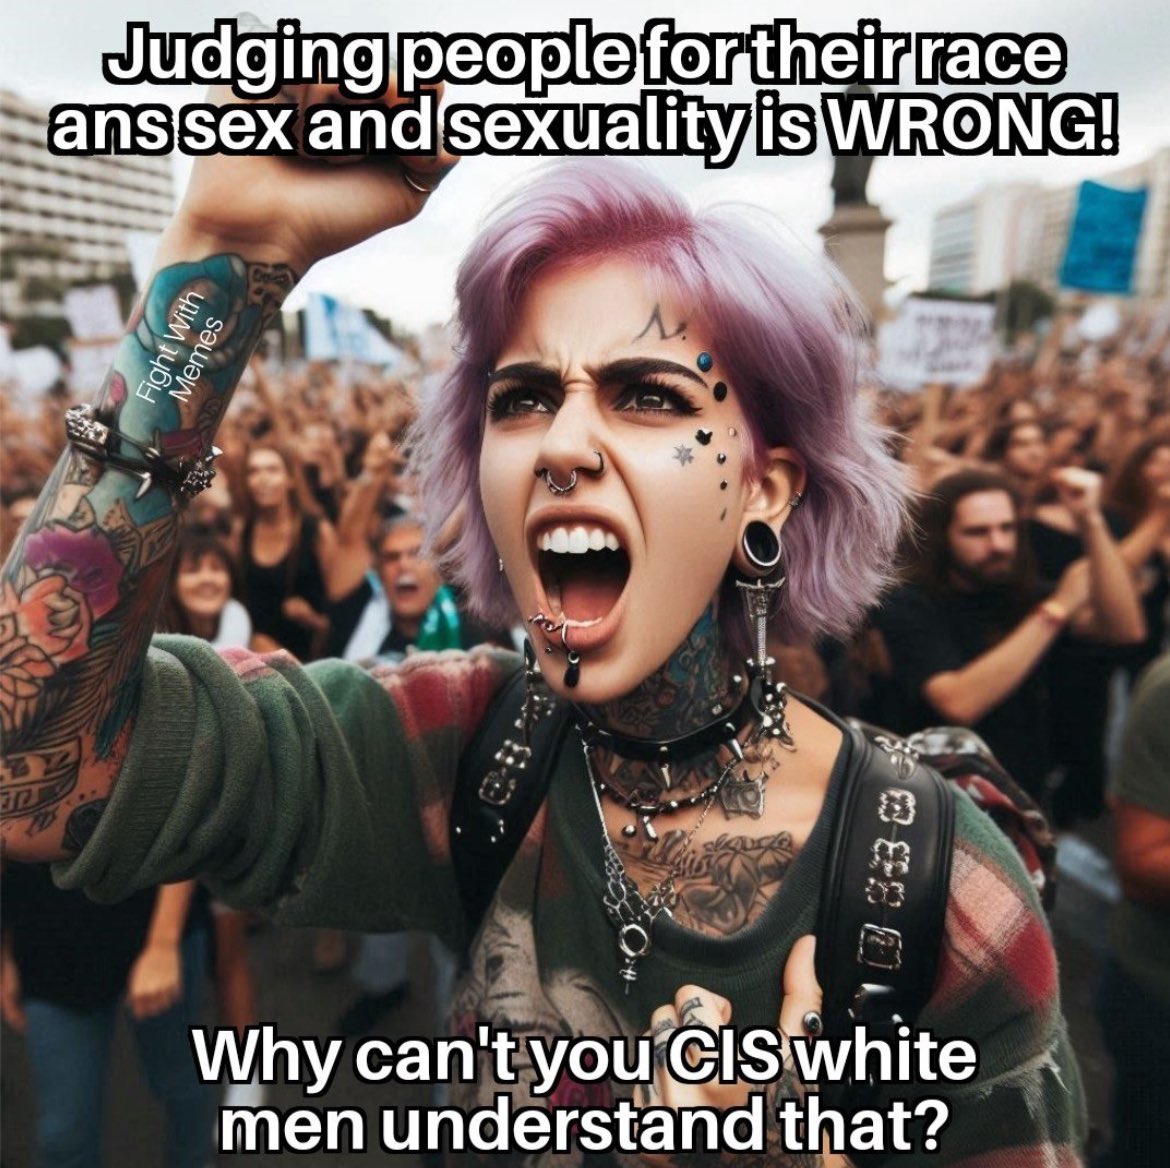 Judging people for their race
ans sex and sexuality is WRONG!
Fight With
Memes
Why can't you CIS white
men understand that?